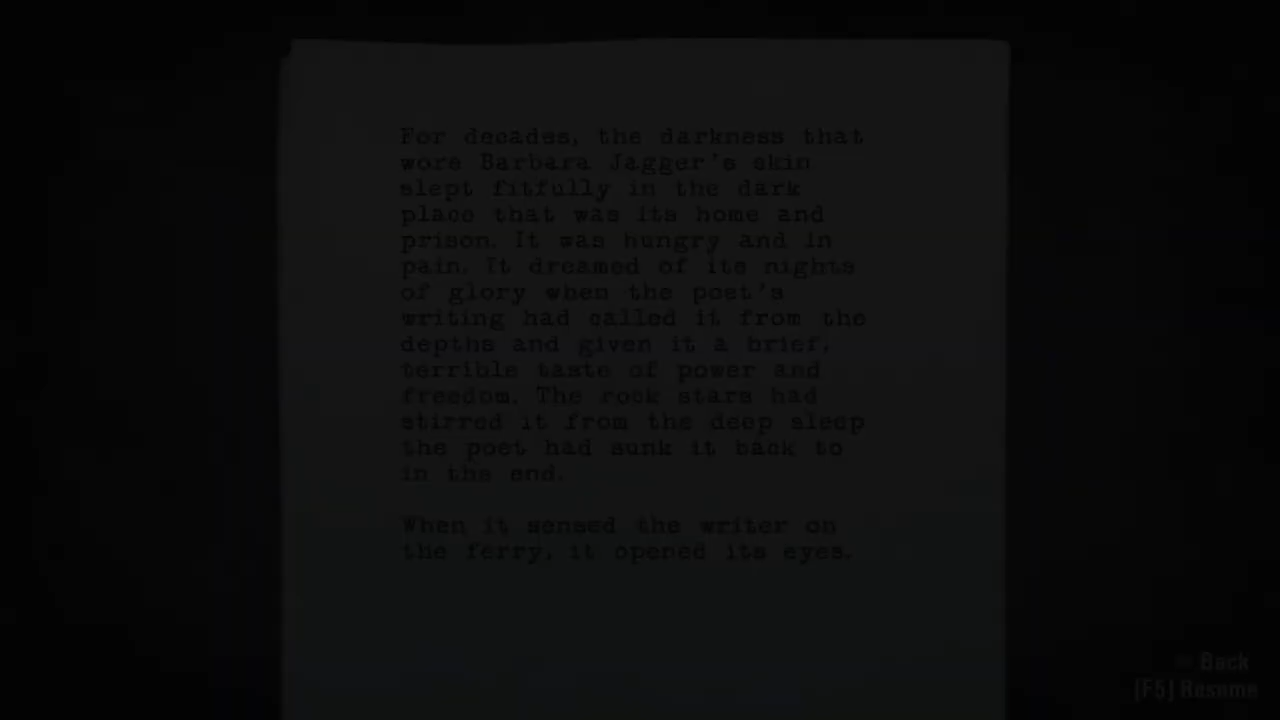 For decades, the darkness that
wore Barbara Jagger's skin
slept fitfully in the dark
place that was its home and
prison. It was hungry and in
pain. It dreamed of its nights
of glory when the poet's
writing had called it from the
depths and given it a brief,
terrible taste of power and
freedom. The rock stars had
stirred it from the deep sleep
the poet had sunk it back to
in the end.
When it sensed the writer on
the ferry, it opened its eyes.
Back
[F5] Resume